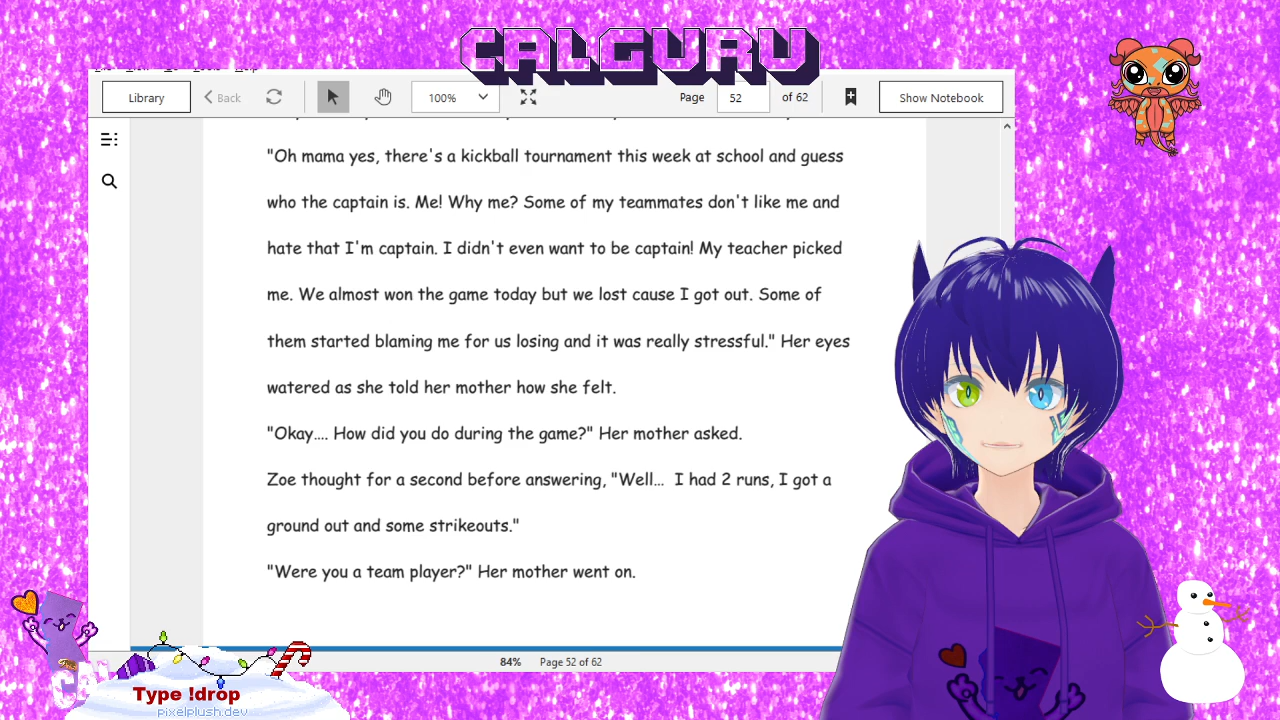 CALGURU
Library
Back
100%
Page
52
of 62
Show Notebook
"Oh mama yes, there's a kickball tournament this week at school and guess
who the captain is. Me! Why me? Some of my teammates don't like me and
hate that I'm captain. I didn't even want to be captain! My teacher picked
me. We almost won the game today but we lost cause I got out. Some of
them started blaming me for us losing and it was really stressful." Her eyes
watered as she told her mother how she felt.
"Okay.... How did you do during the game?" Her mother asked.
Zoe thought for a second before answering, "Well... I had 2 runs, I got a
ground out and some strikeouts."
"Were you a team player?" Her mother went on.
84%
Page 52 of 62
Type !drop
pixelplush.dev